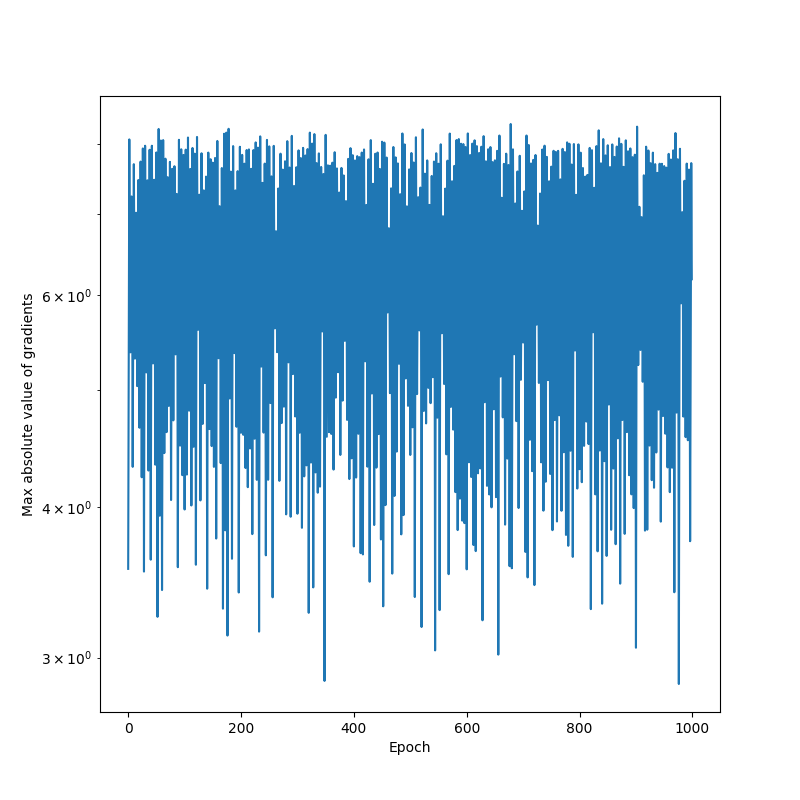 Max absolute value of gradients
6 × 10⁰
4 × 10⁰
3 × 10⁰
0 200 400 600 800 1000
Epoch